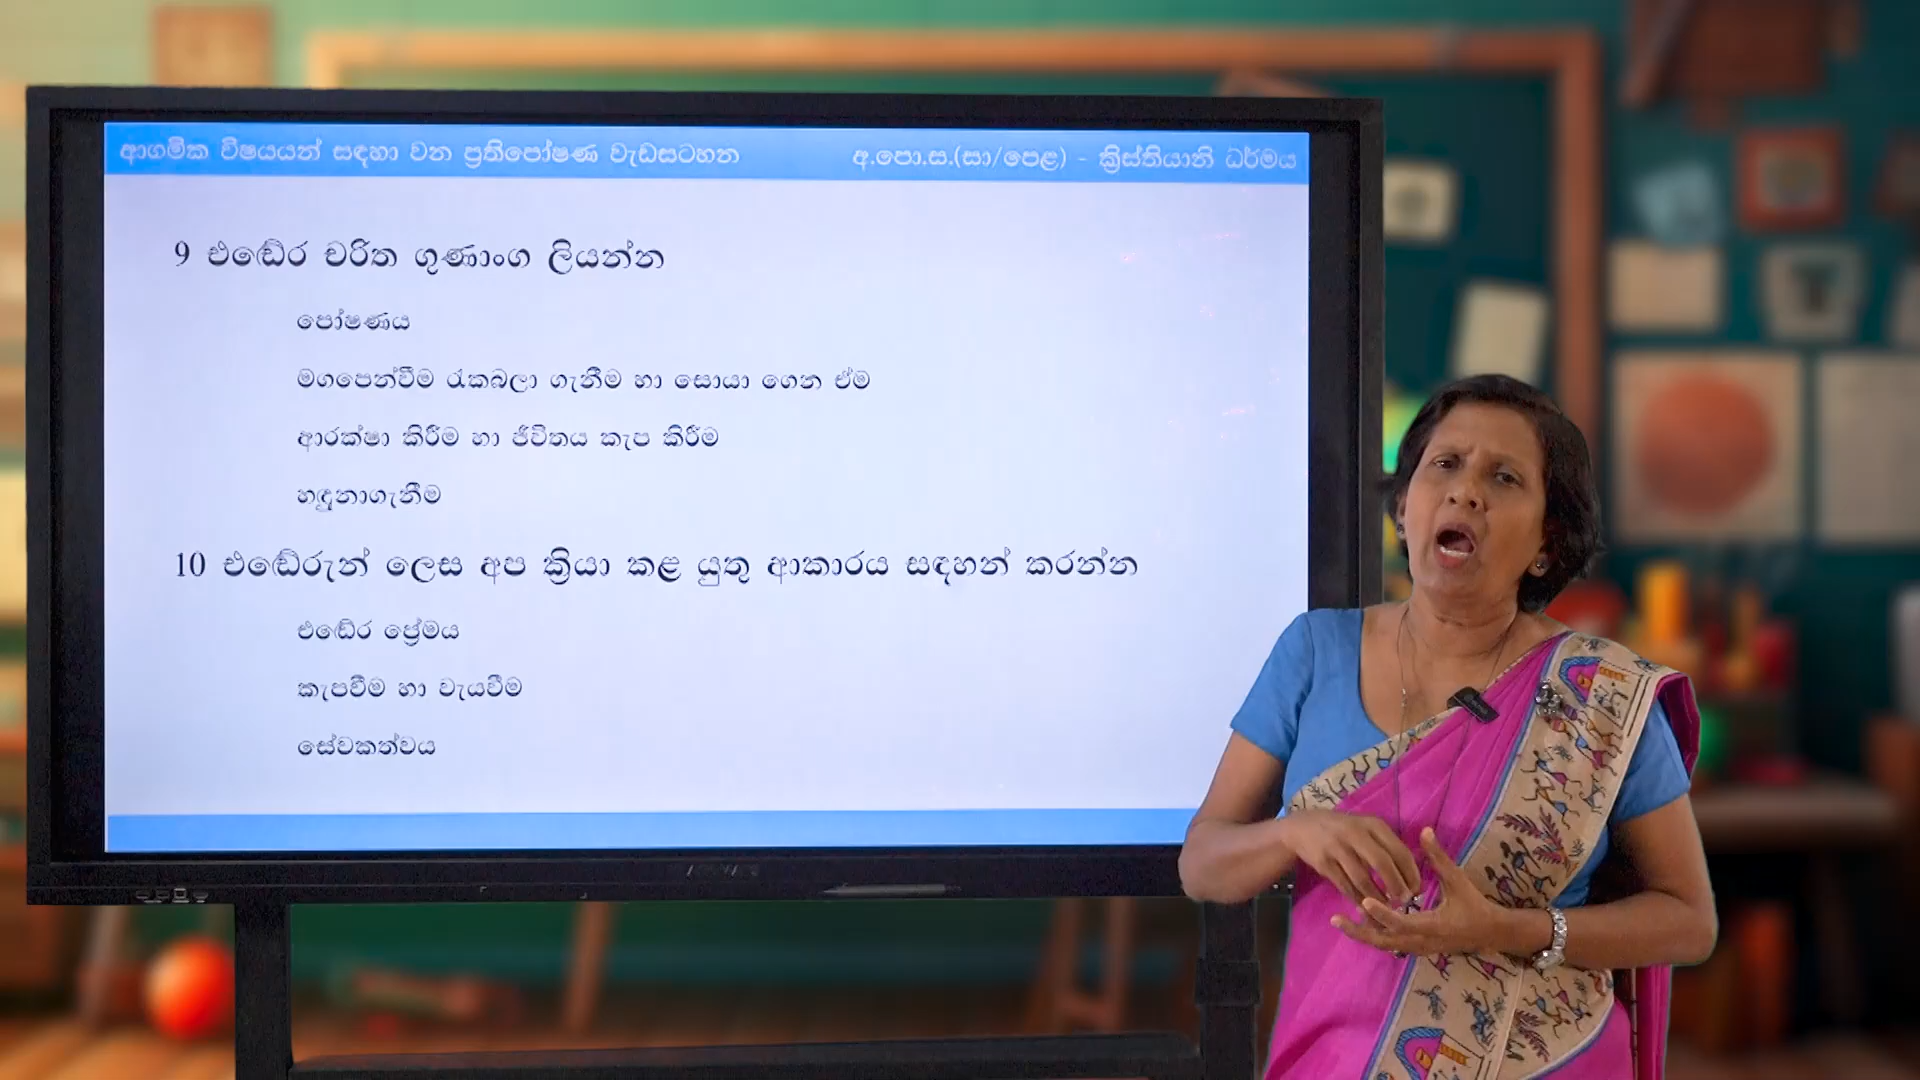 ආගමික විෂයයන් සඳහා වන ප්‍රතිපෝෂණ වැඩසටහන
අ.පො.ස.(සා/පෙළ) - ක්‍රිස්තියානි ධර්මය
9 එඬේර චරිත ගුණාංග ලියන්න
පෝෂණය
මගපෙන්වීම රැකබලා ගැනීම හා සොයා ගෙන ඒම
ආරක්ෂා කිරීම හා ජීවිතය කැප කිරීම
හඳුනාගැනීම
10 එඬේරුන් ලෙස අප ක්‍රියා කළ යුතු ආකාරය සඳහන් කරන්න
එඬේර ප්‍රේමය
කැපවීම හා වැයවීම
සේවකත්වය